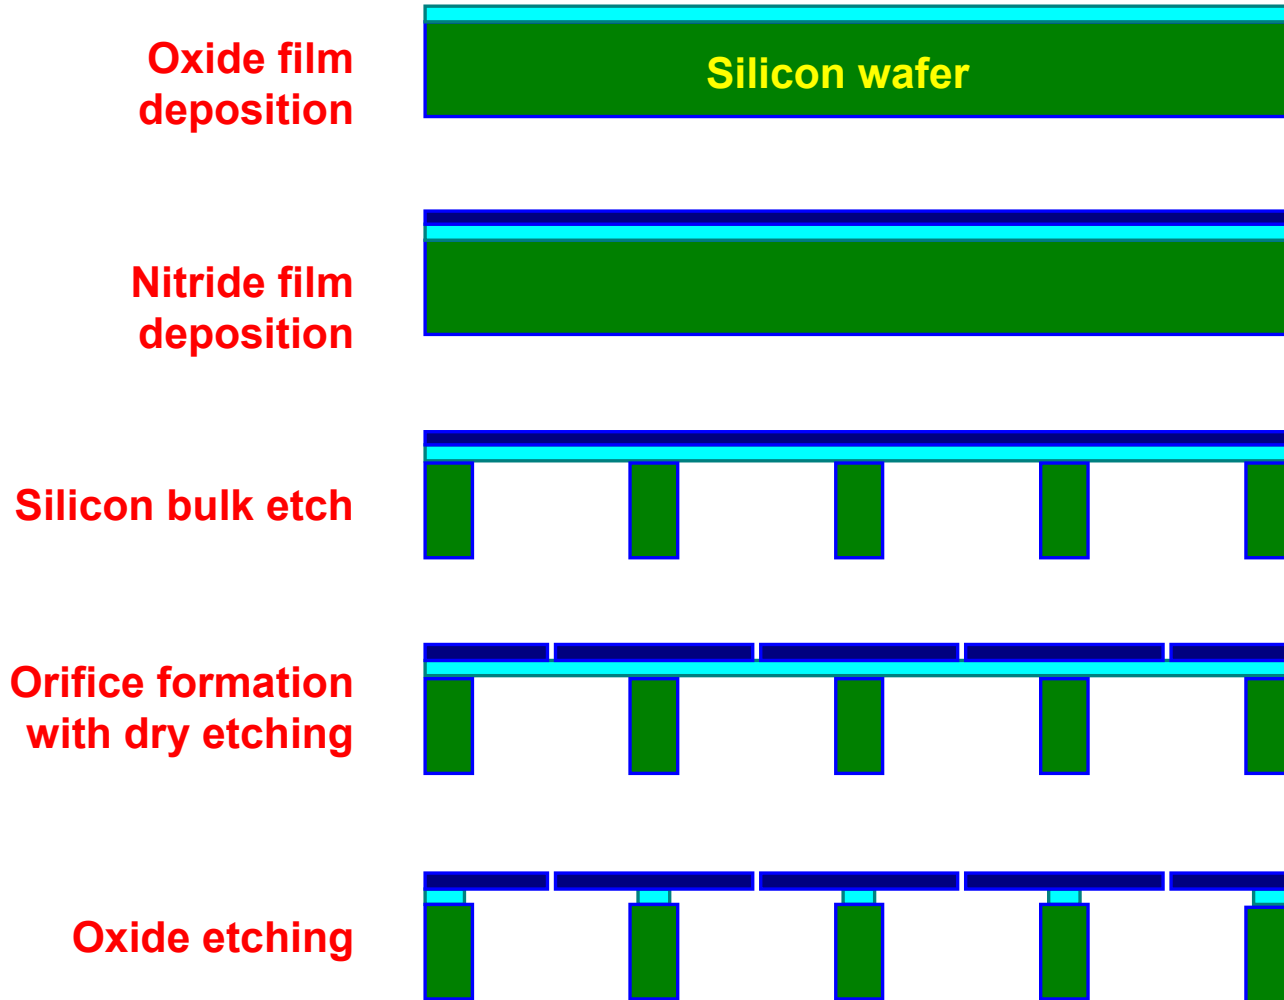 Oxide film
deposition
Silicon wafer
Nitride film
deposition
Silicon bulk etch
Orifice formation
with dry etching
Oxide etching